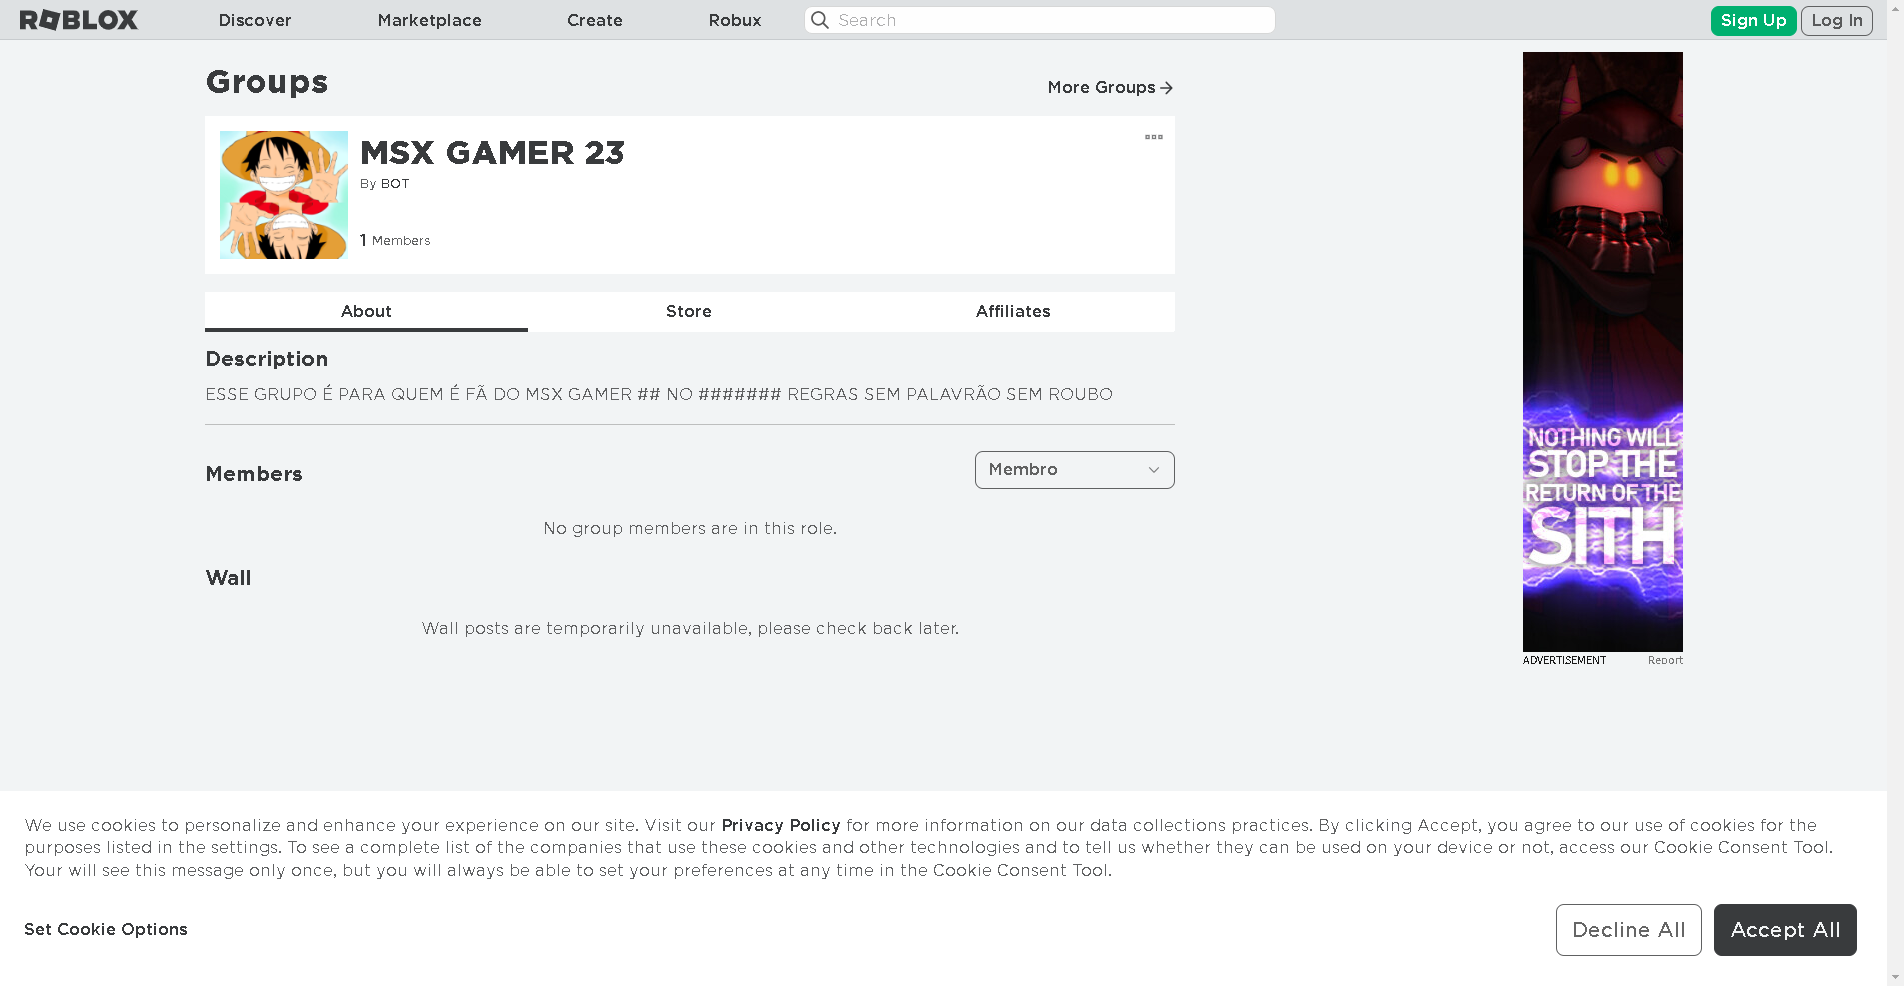 ROBLOX
Discover
Marketplace
Create
Robux
Search
Sign Up
Log In
Groups
More Groups
MSX GAMER 23
By BOT
1 Members
About
Store
Affiliates
Description
ESSE GRUPO É PARA QUEM É FÃ DO MSX GAMER ## NO ####### REGRAS SEM PALAVRÃO SEM ROUBO
Members
Membro
No group members are in this role.
Wall
Wall posts are temporarily unavailable, please check back later.
NOTHING WILL
STOP THE
RETURN OF THE
SITH
ADVERTISEMENT
Report
We use cookies to personalize and enhance your experience on our site. Visit our Privacy Policy for more information on our data collections practices. By clicking Accept, you agree to our use of cookies for the
purposes listed in the settings. To see a complete list of the companies that use these cookies and other technologies and to tell us whether they can be used on your device or not, access our Cookie Consent Tool.
Your will see this message only once, but you will always be able to set your preferences at any time in the Cookie Consent Tool.
Set Cookie Options
Decline All
Accept All